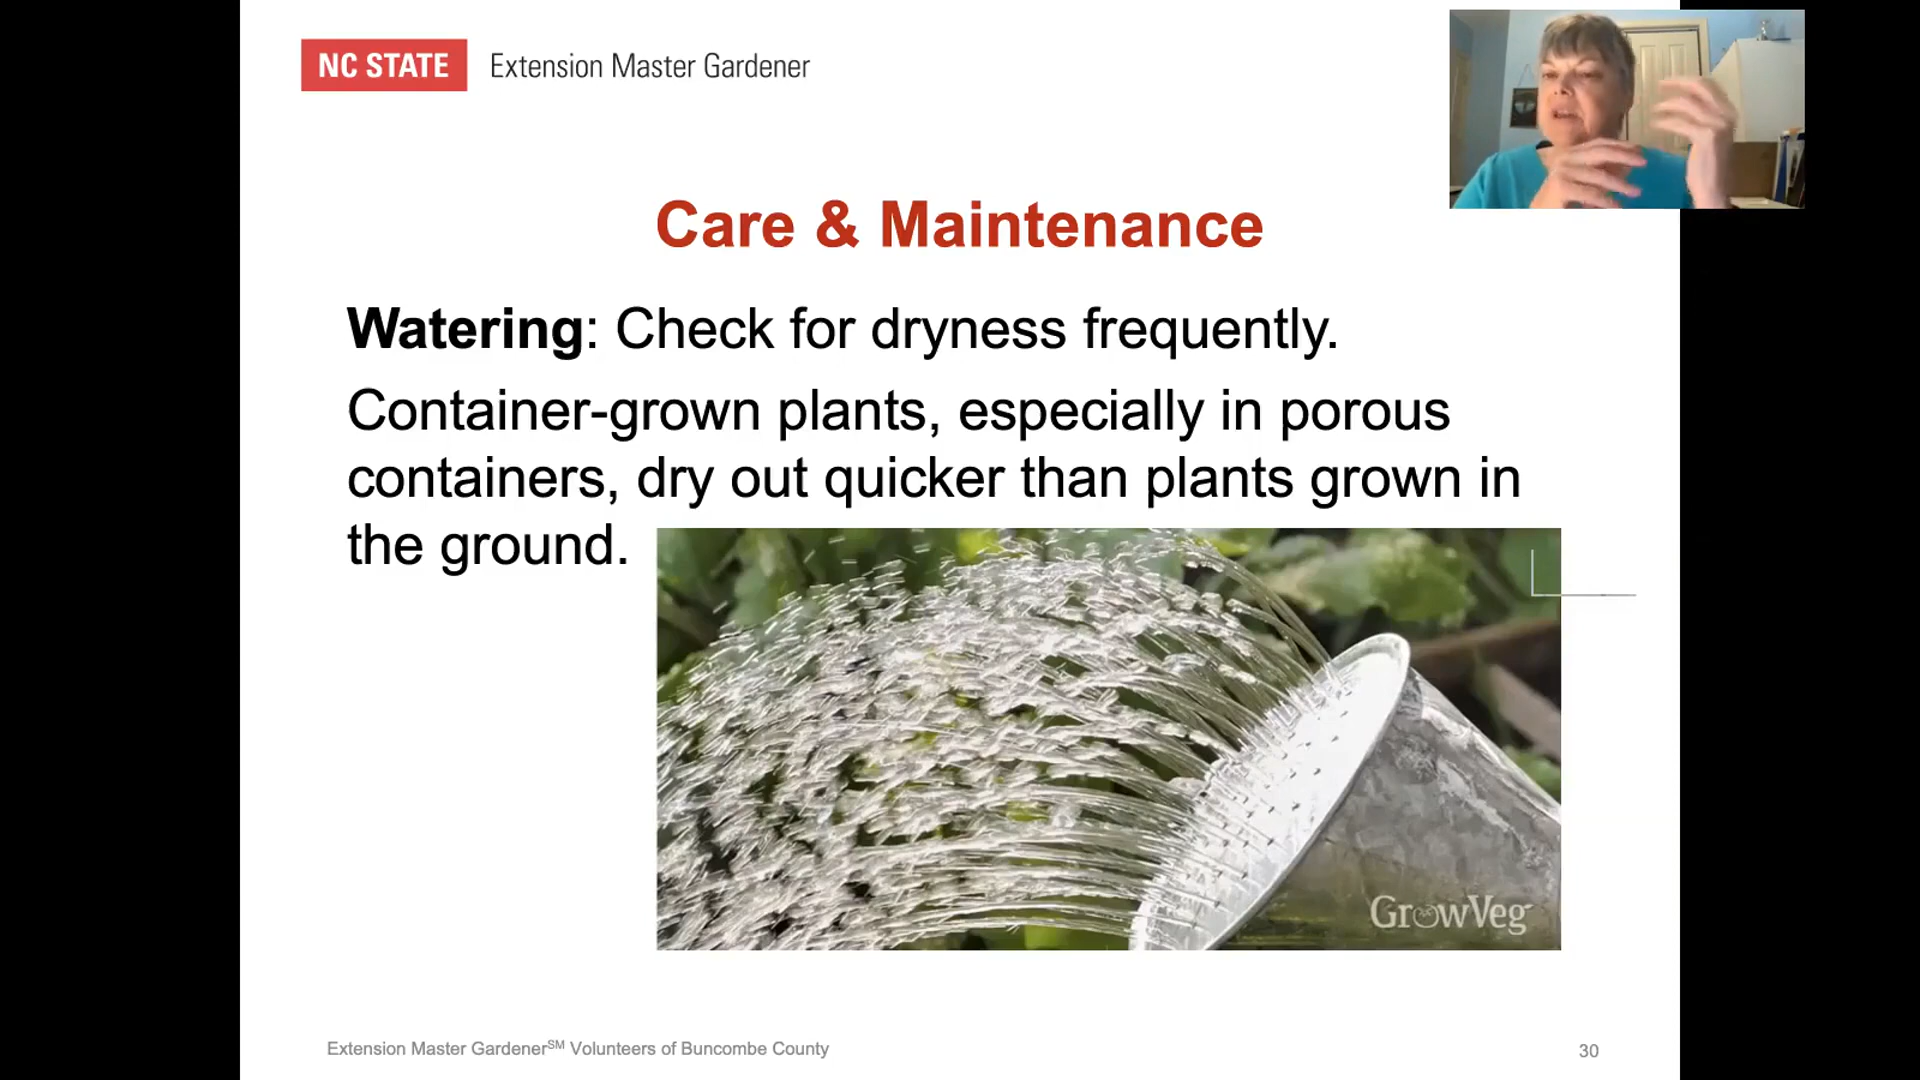 NC STATE Extension Master Gardener
Care & Maintenance
Watering: Check for dryness frequently.
Container-grown plants, especially in porous
containers, dry out quicker than plants grown in
the ground.
GrowVeg
Extension Master Gardener℠ Volunteers of Buncombe County
30